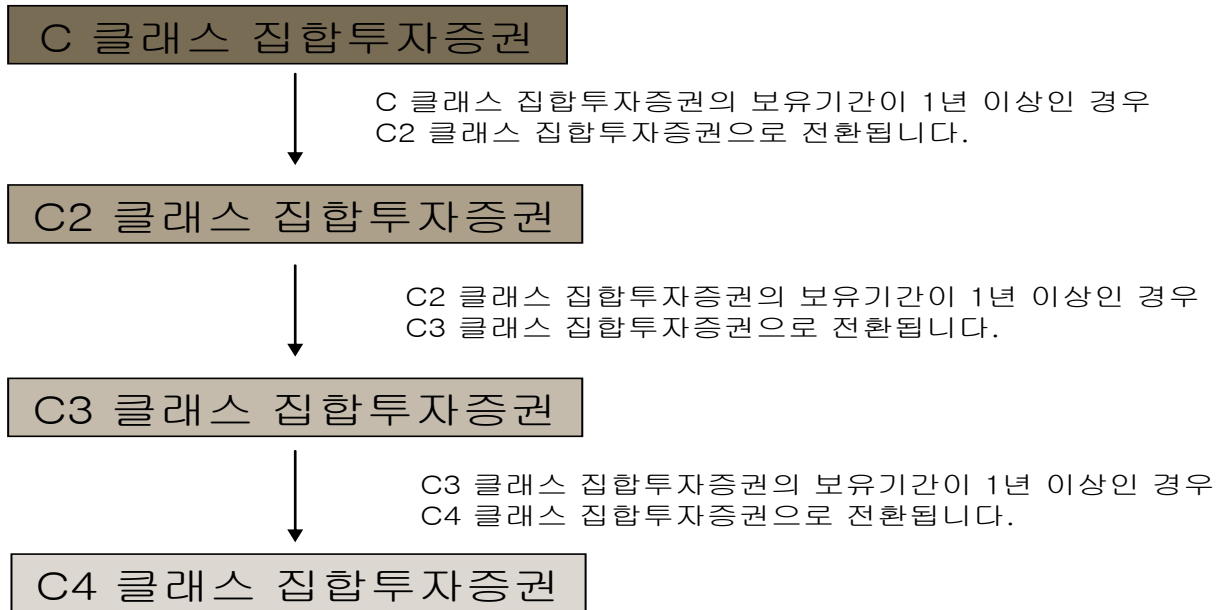 C 클래스 집합투자증권
C 클래스 집합투자증권의 보유기간이 1년 이상인 경우
C2 클래스 집합투자증권으로 전환됩니다.
C2 클래스 집합투자증권
C2 클래스 집합투자증권의 보유기간이 1년 이상인 경우
C3 클래스 집합투자증권으로 전환됩니다.
C3 클래스 집합투자증권
C3 클래스 집합투자증권의 보유기간이 1년 이상인 경우
C4 클래스 집합투자증권으로 전환됩니다.
C4 클래스 집합투자증권